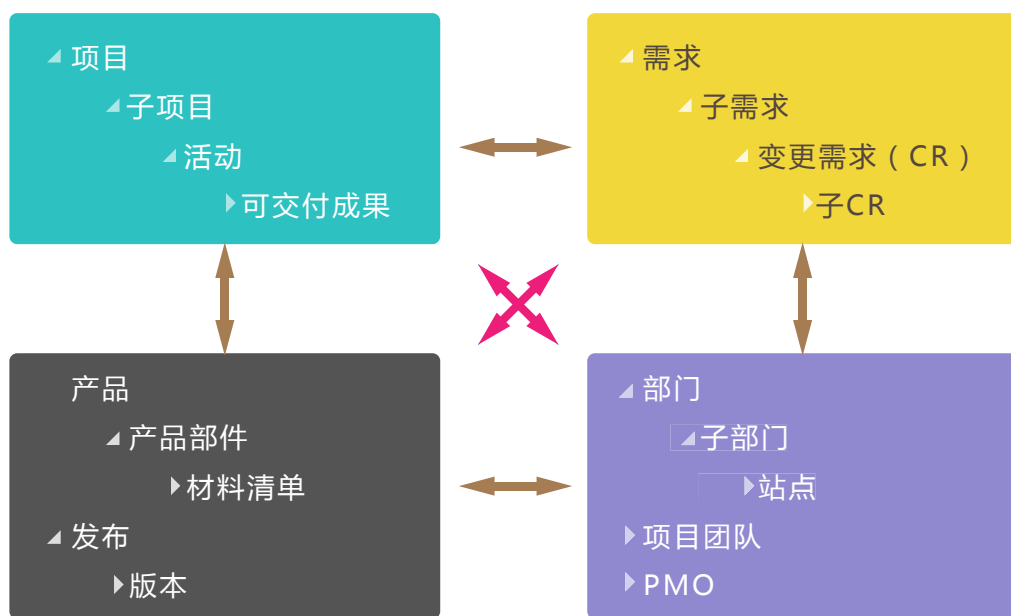 项目
子项目
活动
可交付成果
需求
子需求
变更需求（CR）
子CR
产品
产品部件
材料清单
发布
版本
部门
子部门
站点
项目团队
PMO